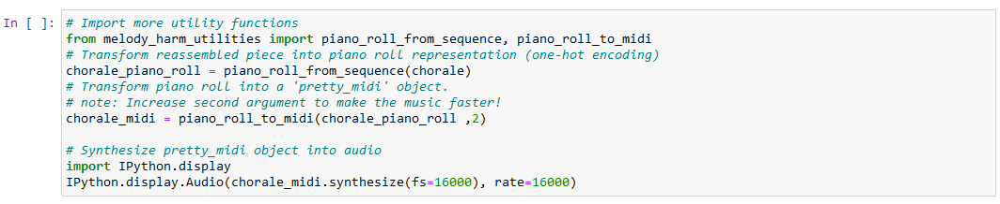 In [ ]: # Import more utility functions
from melody_harm_utilities import piano_roll_from_sequence, piano_roll_to_midi
# Transform reassembled piece into piano roll representation (one-hot encoding)
chorale_piano_roll = piano_roll_from_sequence(chorale)
# Transform piano roll into a 'pretty_midi' object.
# note: Increase second argument to make the music faster!
chorale_midi = piano_roll_to_midi(chorale_piano_roll ,2)
# Synthesize pretty_midi object into audio
import IPython.display
IPython.display.Audio(chorale_midi.synthesize(fs=16000), rate=16000)